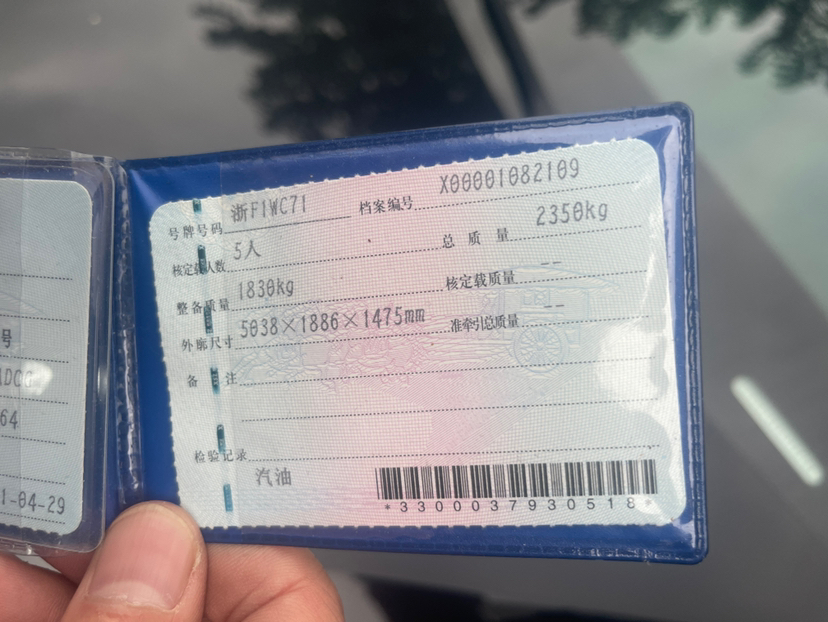 号牌号码 浙F1WC71 档案编号 X00001082109
核定载人数 5人 总质量 2350kg
整备质量 1830kg 核定载质量 --
外廓尺寸 5038×1886×1475mm 准牵引总质量 --
备注
检验记录
汽油
*3300037930518*
号
64
1-04-29